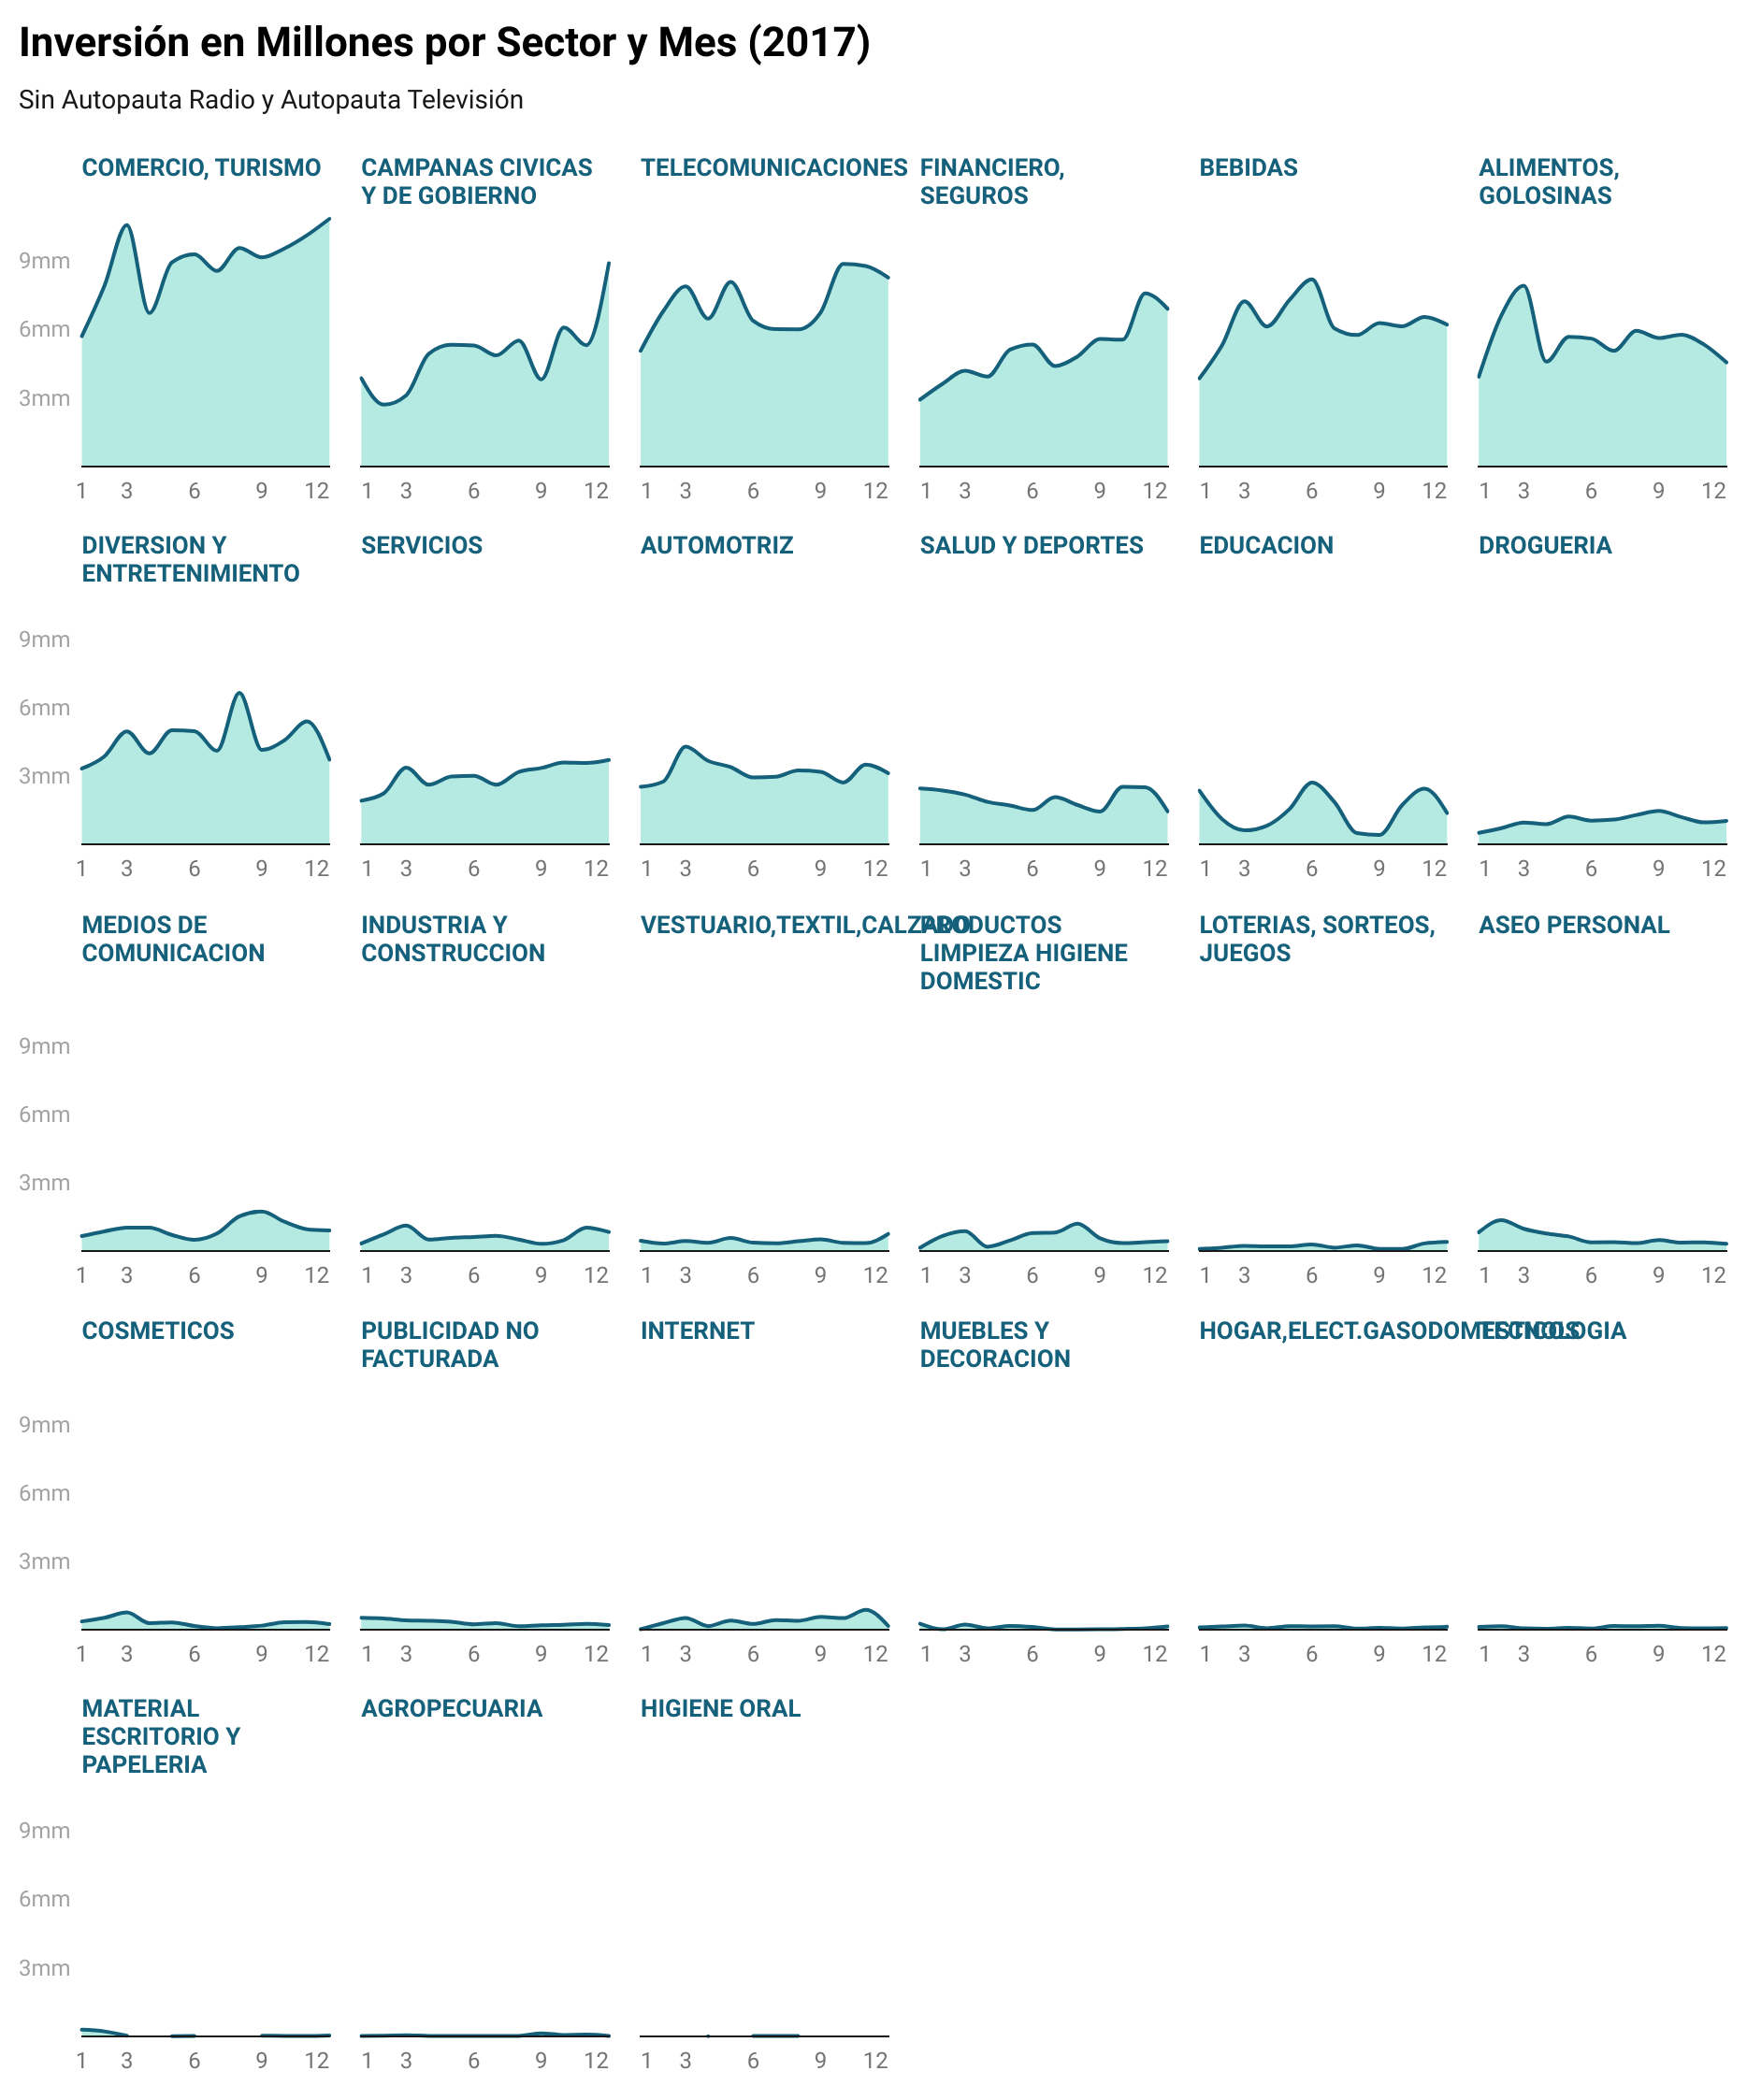 Inversión en Millones por Sector y Mes (2017)
Sin Autopauta Radio y Autopauta Televisión
COMERCIO, TURISMO
CAMPANAS CIVICAS
Y DE GOBIERNO
TELECOMUNICACIONES
FINANCIERO,
SEGUROS
BEBIDAS
ALIMENTOS,
GOLOSINAS
9mm
6mm
3mm
1 3 6 9 12
1 3 6 9 12
1 3 6 9 12
1 3 6 9 12
1 3 6 9 12
1 3 6 9 12
DIVERSION Y
ENTRETENIMIENTO
SERVICIOS
AUTOMOTRIZ
SALUD Y DEPORTES
EDUCACION
DROGUERIA
9mm
6mm
3mm
1 3 6 9 12
1 3 6 9 12
1 3 6 9 12
1 3 6 9 12
1 3 6 9 12
1 3 6 9 12
MEDIOS DE
COMUNICACION
INDUSTRIA Y
CONSTRUCCION
VESTUARIO,TEXTIL,CALZADO
PRODUCTOS
LIMPIEZA HIGIENE
DOMESTIC
LOTERIAS, SORTEOS,
JUEGOS
ASEO PERSONAL
9mm
6mm
3mm
1 3 6 9 12
1 3 6 9 12
1 3 6 9 12
1 3 6 9 12
1 3 6 9 12
1 3 6 9 12
COSMETICOS
PUBLICIDAD NO
FACTURADA
INTERNET
MUEBLES Y
DECORACION
HOGAR,ELECT.GASODOMESTICOS
TECNOLOGIA
9mm
6mm
3mm
1 3 6 9 12
1 3 6 9 12
1 3 6 9 12
1 3 6 9 12
1 3 6 9 12
1 3 6 9 12
MATERIAL
ESCRITORIO Y
PAPELERIA
AGROPECUARIA
HIGIENE ORAL
9mm
6mm
3mm
1 3 6 9 12
1 3 6 9 12
1 3 6 9 12